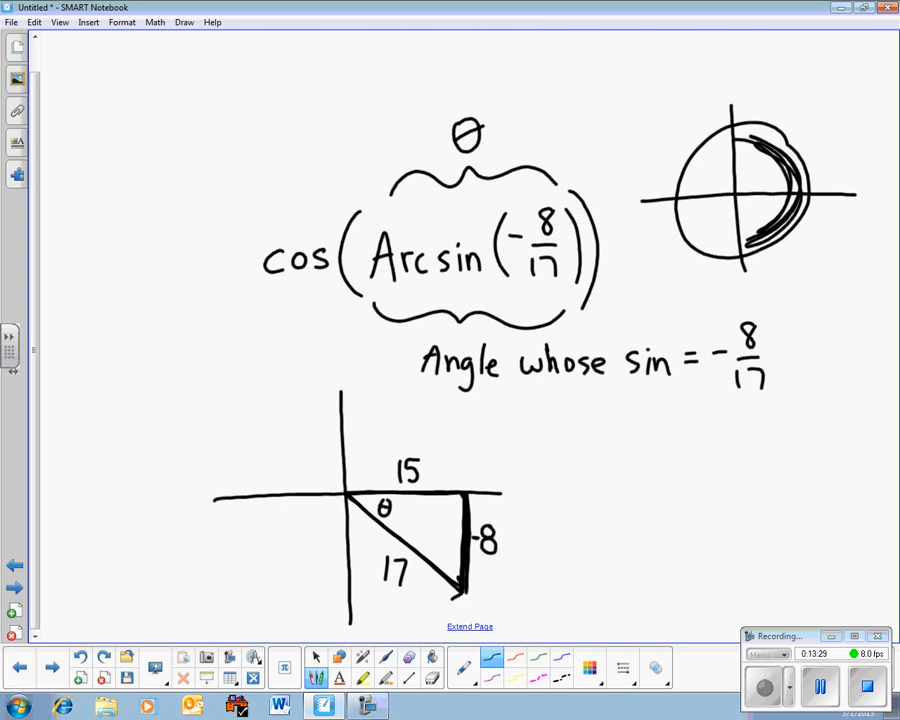 Untitled * - SMART Notebook
File Edit View Insert Format Math Draw Help
θ
cos(Arcsin(-8/17))
Angle whose sin = -8/17
15
θ
-8
17
Extend Page
Recording...
Menu
0:13:29 8.0 fps